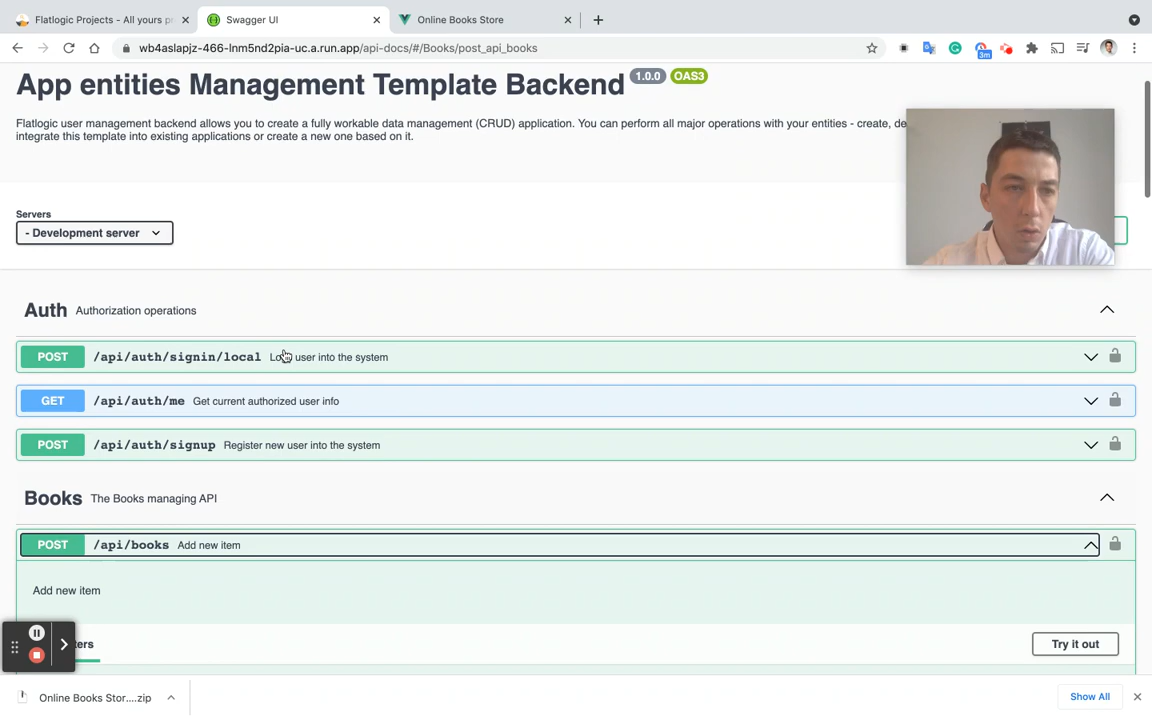 Flatlogic Projects - All yours pr
Swagger UI
Online Books Store
wb4aslapjz-466-lnm5nd2pia-uc.a.run.app/api-docs/#/Books/post_api_books
3m
App entities Management Template Backend 1.0.0 OAS3
Flatlogic user management backend allows you to create a fully workable data management (CRUD) application. You can perform all major operations with your entities - create, de
integrate this template into existing applications or create a new one based on it.
Servers
- Development server
Auth Authorization operations
POST /api/auth/signin/local user into the system
GET /api/auth/me Get current authorized user info
POST /api/auth/signup Register new user into the system
Books The Books managing API
POST /api/books Add new item
Add new item
ters
Try it out
Online Books Stor....zip
Show All